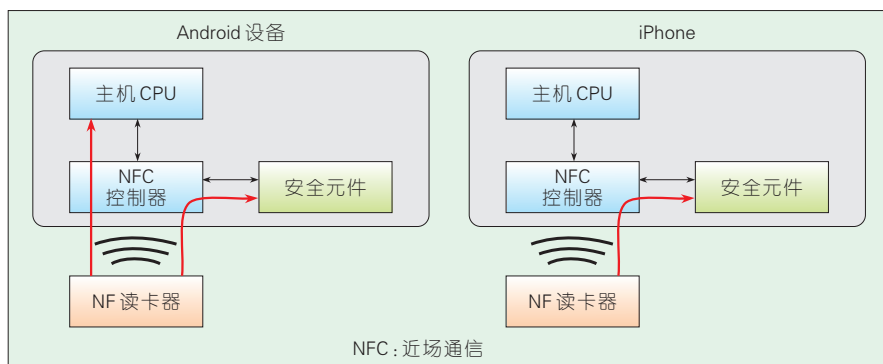 Android 设备
主机 CPU
NFC
控制器
安全元件
NF 读卡器
iPhone
主机 CPU
NFC
控制器
安全元件
NF 读卡器
NFC：近场通信